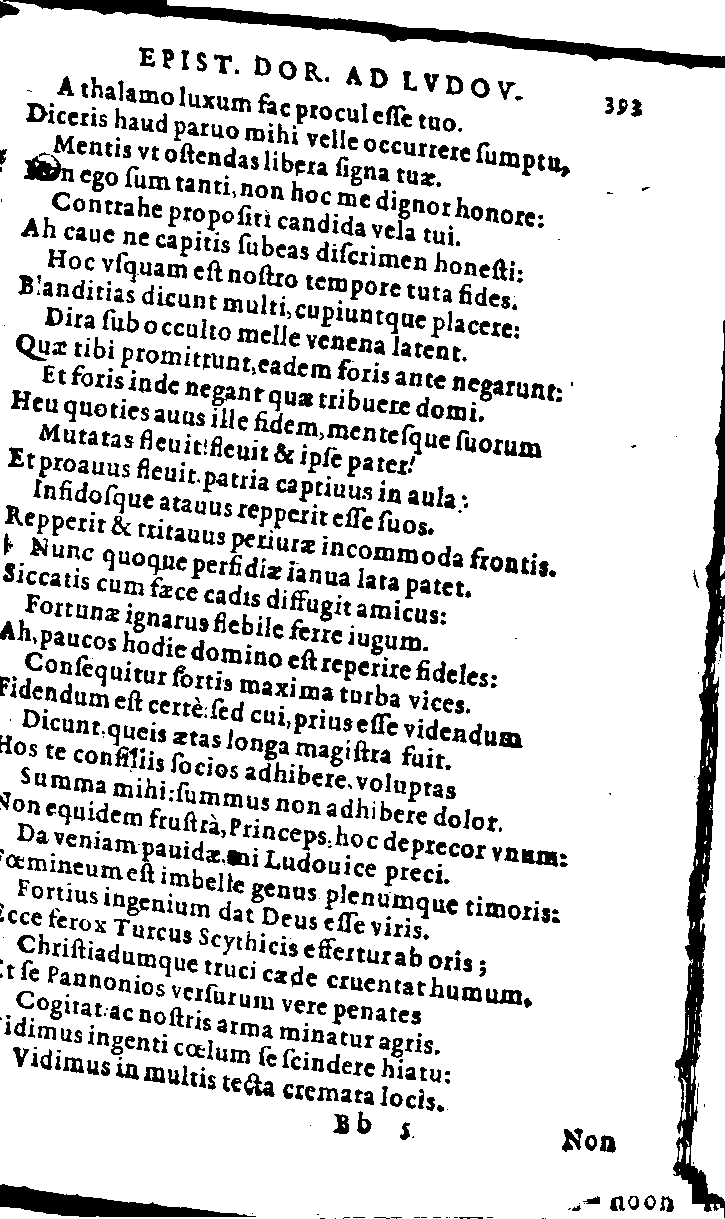 EPIST. DOR. AD LVDOV. 393
A thalamo luxum fac procul eſſe tuo.
Diceris haud paruo mihi velle occurrere ſumptu,
Mentis vt oſtendas libera ſigna tuæ.
Non ego ſum tanti, non hoc me dignor honore:
Contrahe propoſiti candida vela tui.
Ah caue ne capitis ſubeas diſcrimen honeſti:
Hoc vſquam eſt noſtro tempore tuta fides.
Blanditias dicunt multi, cupiuntque placere:
Dira ſub occulto melle venena latent.
Quæ tibi promittunt, eadem foris ante negarunt:
Et foris inde negant quæ tribuere domi.
Heu quoties auus ille fidem, menteſque ſuorum
Mutatas fleuit! fleuit & ipſe pater!
Et proauus fleuit. patria captiuus in aula:
Infidoſque atauus repperit eſſe ſuos.
Repperit & tritauus periuræ incommoda frontis.
Nunc quoque perfidiæ ianua lata patet.
Siccatis cum fæce cadis diffugit amicus:
Fortunæ ignarus flebile ferre iugum.
Ah, paucos hodie domino eſt reperire fideles:
Conſequitur fortis maxima turba vices.
Fidendum eſt certè: ſed cui, prius eſſe videndum
Dicunt, queis ætas longa magiſtra fuit.
Hos te conſiliis ſocios adhibere, voluptas
Summa mihi: ſummus non adhibere dolor.
Non equidem fruſtrà, Princeps, hoc deprecor vnum:
Da veniam pauidæ, mi Ludouice preci.
Fœmineum eſt imbelle genus plenumque timoris:
Fortius ingenium dat Deus eſſe viris.
Ecce ferox Turcus Scythicis effertur ab oris;
Chriſtiadumque truci cæde cruentat humum,
Et ſe Pannonios verſurum vere penates
Cogitat: ac noſtris arma minatur agris.
Vidimus ingenti cœlum ſe ſcindere hiatu:
Vidimus in multis tecta cremata locis.
Bb 5 Non
noon